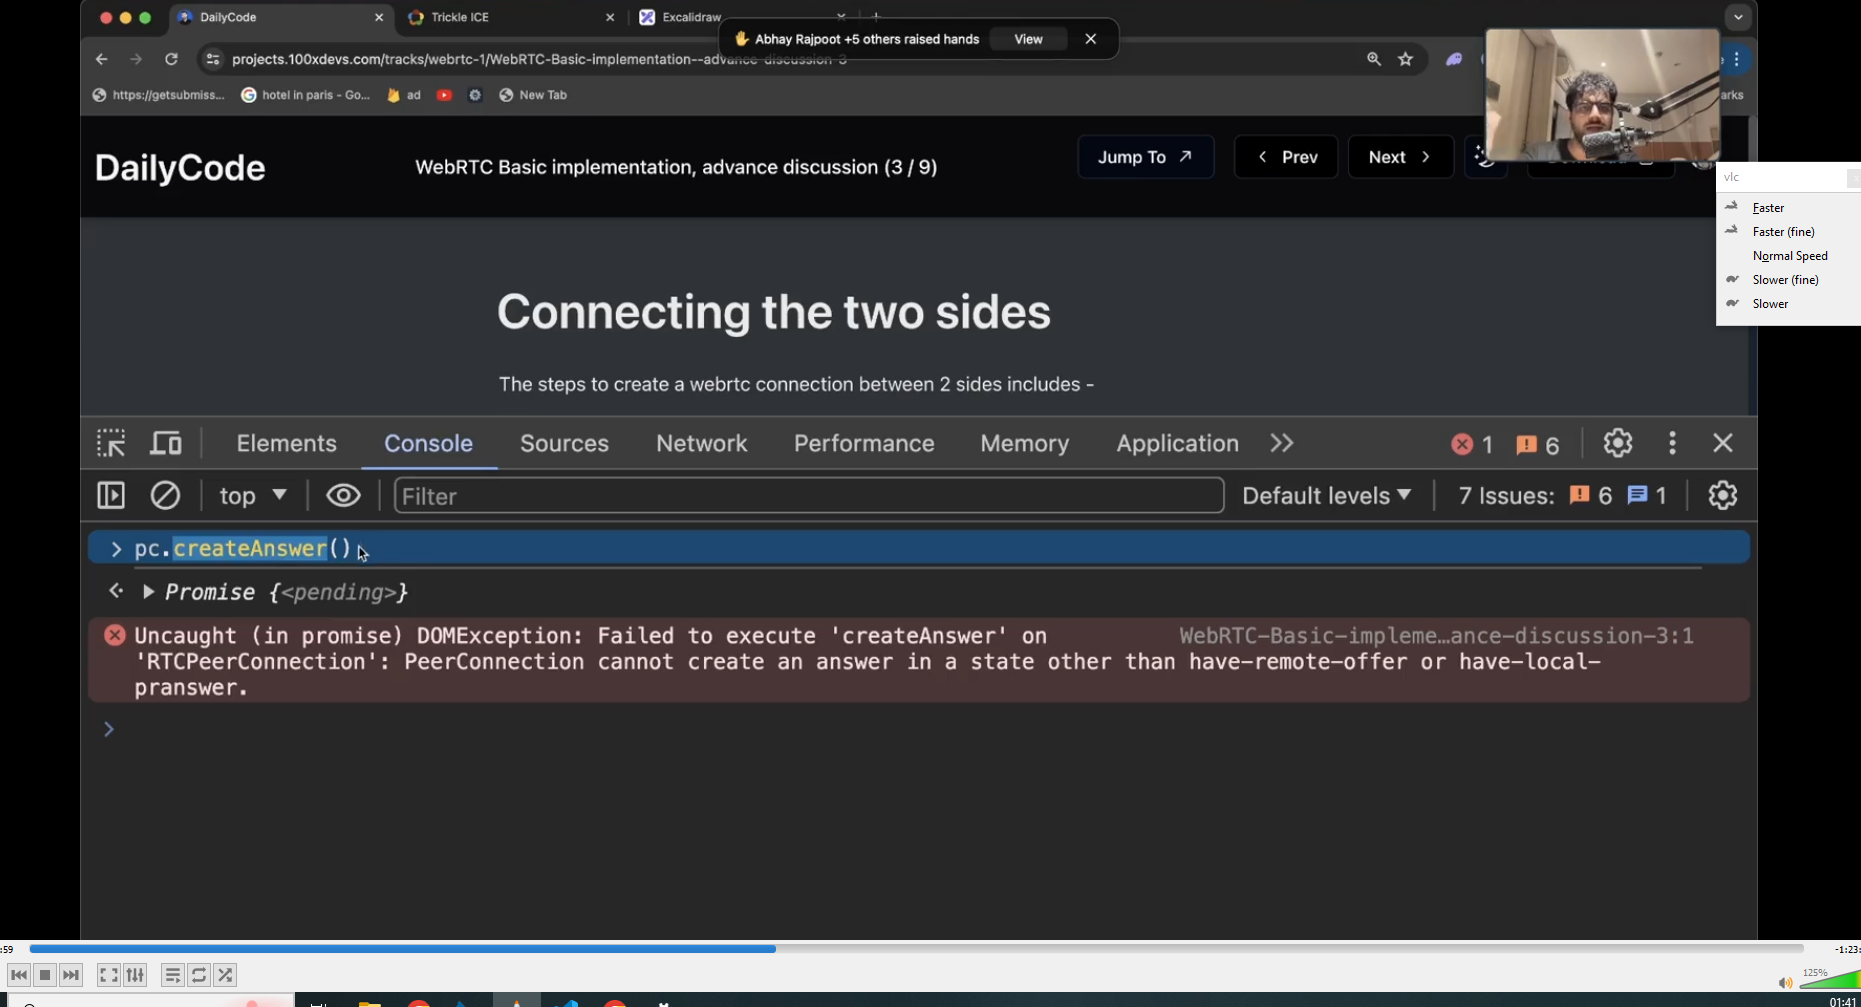 DailyCode
Trickle ICE
Excalidraw
Abhay Rajpoot +5 others raised hands
View
projects.100xdevs.com/tracks/webrtc-1/WebRTC-Basic-implementation--advance-discussion-3
https://getsubmiss...
hotel in paris - Go...
ad
New Tab
arks
DailyCode
WebRTC Basic implementation, advance discussion (3 / 9)
Jump To
Prev
Next
vlc
Faster
Faster (fine)
Normal Speed
Slower (fine)
Slower
Connecting the two sides
The steps to create a webrtc connection between 2 sides includes -
Elements
Console
Sources
Network
Performance
Memory
Application
1
6
top
Filter
Default levels
7 Issues:
6
1
pc.createAnswer()
Promise {<pending>}
Uncaught (in promise) DOMException: Failed to execute 'createAnswer' on
WebRTC-Basic-impleme…ance-discussion-3:1
'RTCPeerConnection': PeerConnection cannot create an answer in a state other than have-remote-offer or have-local-
pranswer.
:59
-1:23:
125%
01:41